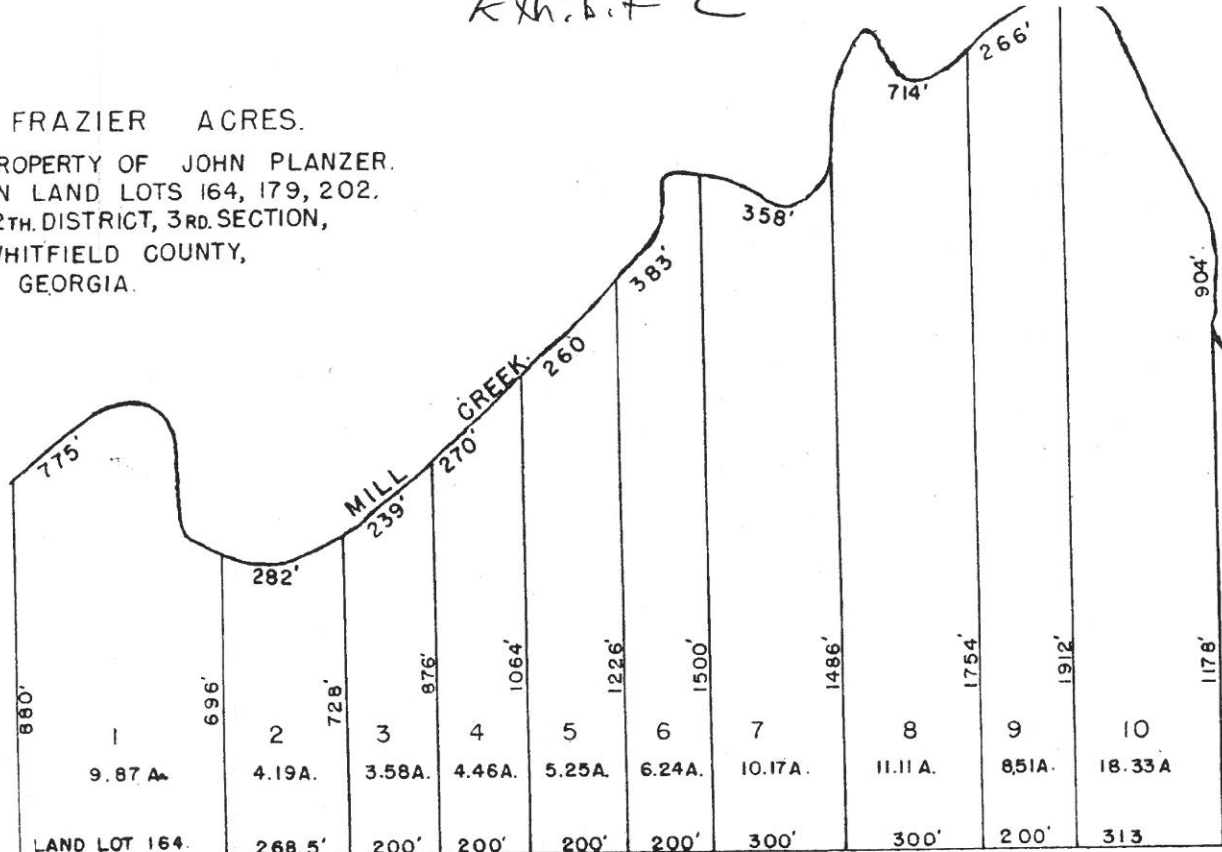 Exhibit C
FRAZIER ACRES.
ROPERTY OF JOHN PLANZER.
N LAND LOTS 164, 179, 202.
2TH. DISTRICT, 3RD. SECTION,
HITFIELD COUNTY,
GEORGIA.
775'
282'
MILL CREEK.
239'
270'
260
383'
358'
714'
266'
904'.
880'
696'
728'
876'
1064'
1226'
1500'
1486'
1754'
1912'
1178'
1 2 3 4 5 6 7 8 9 10
9.87 A. 4.19A. 3.58A. 4.46A. 5.25A. 6.24A. 10.17A. 11.11 A. 8.51A. 18.33A
LAND LOT 164. 268.5' 200' 200' 200' 200' 300' 300' 200' 313